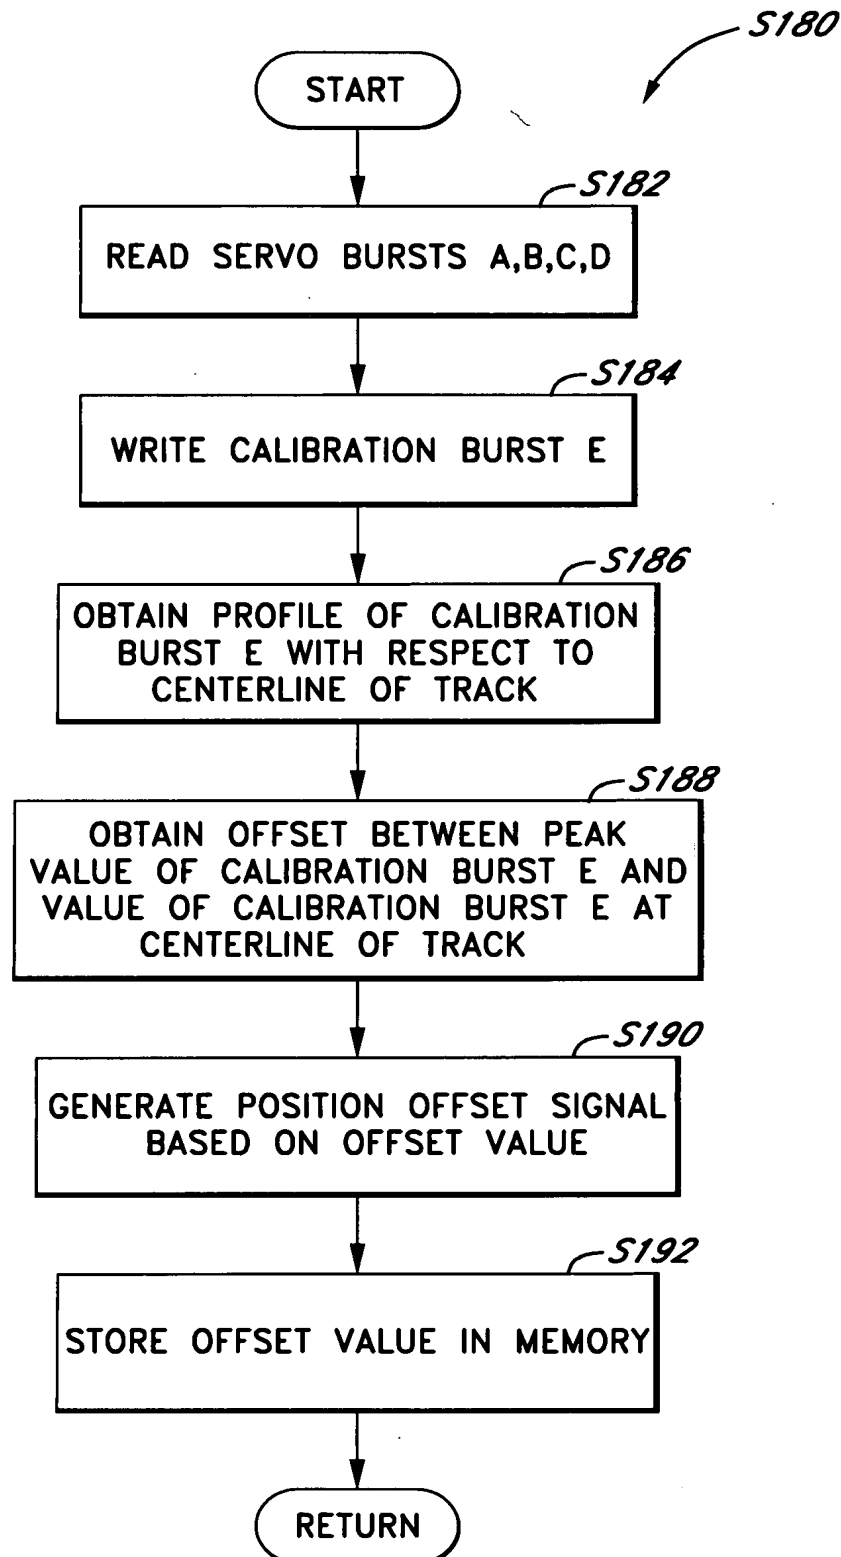 S180
START
S182
READ SERVO BURSTS A,B,C,D
S184
WRITE CALIBRATION BURST E
S186
OBTAIN PROFILE OF CALIBRATION
BURST E WITH RESPECT TO
CENTERLINE OF TRACK
S188
OBTAIN OFFSET BETWEEN PEAK
VALUE OF CALIBRATION BURST E AND
VALUE OF CALIBRATION BURST E AT
CENTERLINE OF TRACK
S190
GENERATE POSITION OFFSET SIGNAL
BASED ON OFFSET VALUE
S192
STORE OFFSET VALUE IN MEMORY
RETURN